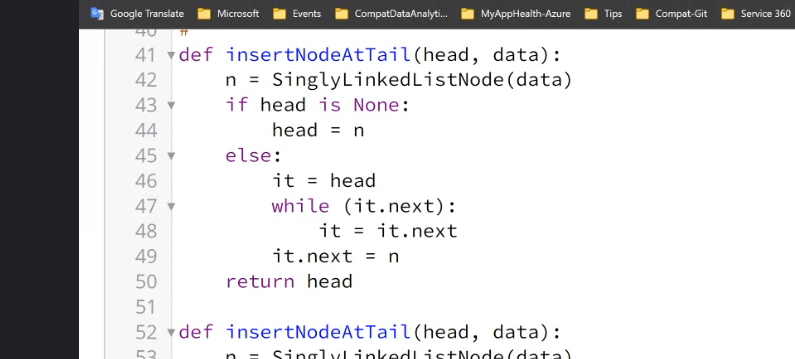 Google Translate Microsoft Events CompatDataAnalyti... MyAppHealth-Azure Tips Compat-Git Service 360
40 #
41 def insertNodeAtTail(head, data):
42     n = SinglyLinkedListNode(data)
43     if head is None:
44         head = n
45     else:
46         it = head
47         while (it.next):
48             it = it.next
49         it.next = n
50     return head
51
52 def insertNodeAtTail(head, data):
53     n = SinglyLinkedListNode(data)